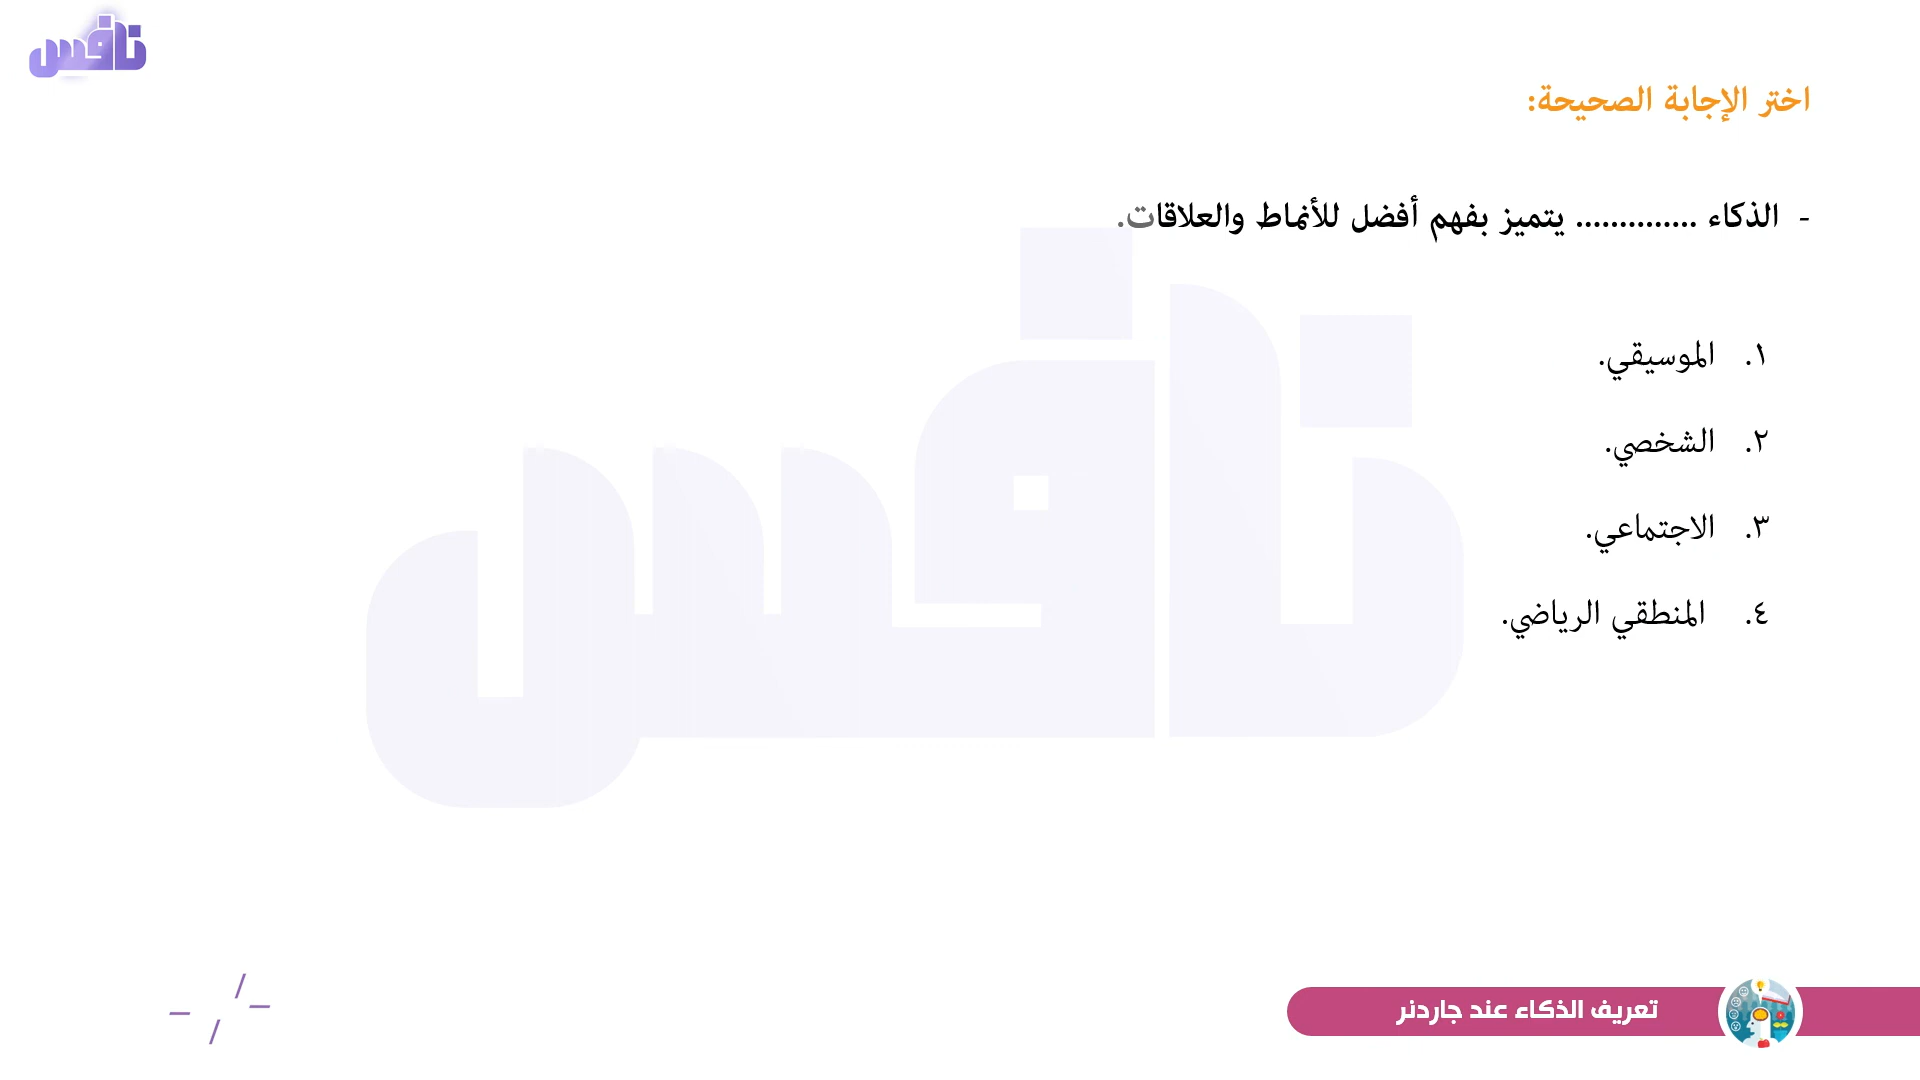 نافس
اختر الإجابة الصحيحة:
- الذكاء .............. يتميز بفهم أفضل للأنماط والعلاقات.
١. الموسيقي.
٢. الشخصي.
٣. الاجتماعي.
٤. المنطقي الرياضي.
نافس
تعريف الذكاء عند جاردنر